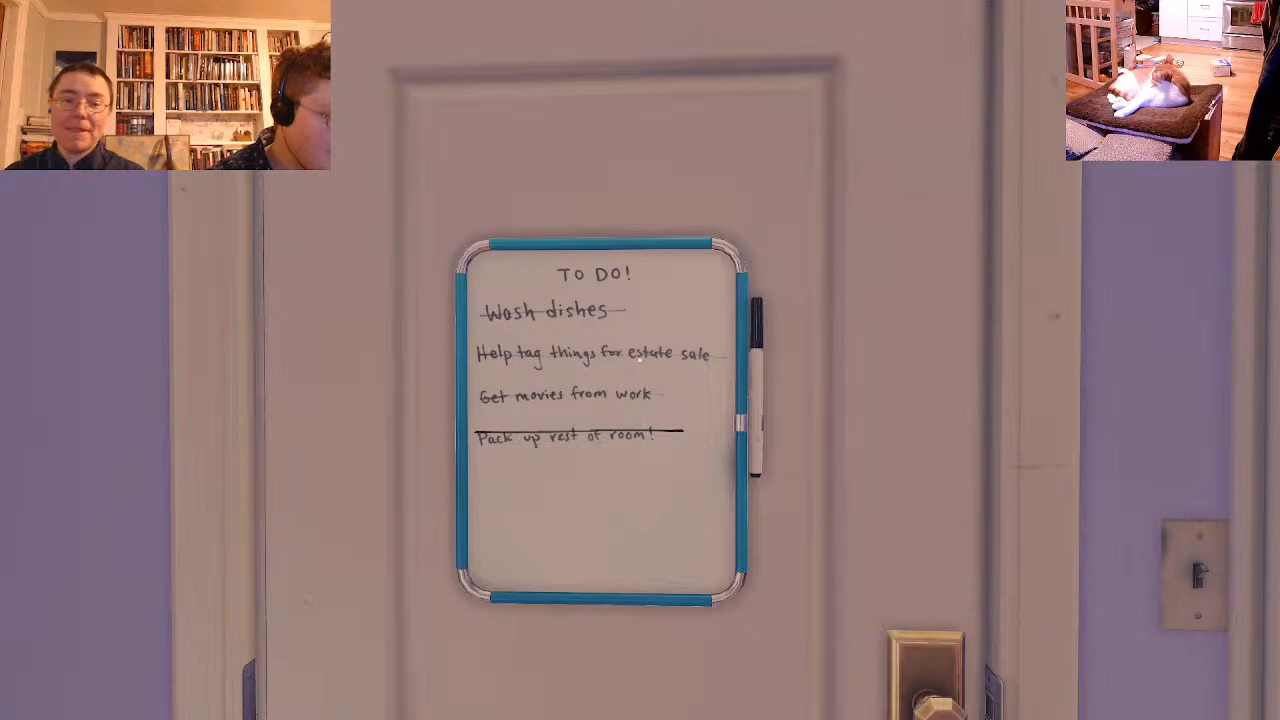 TO DO!
Wash dishes
Help tag things for estate sale
Get movies from work
Pack up rest of room!